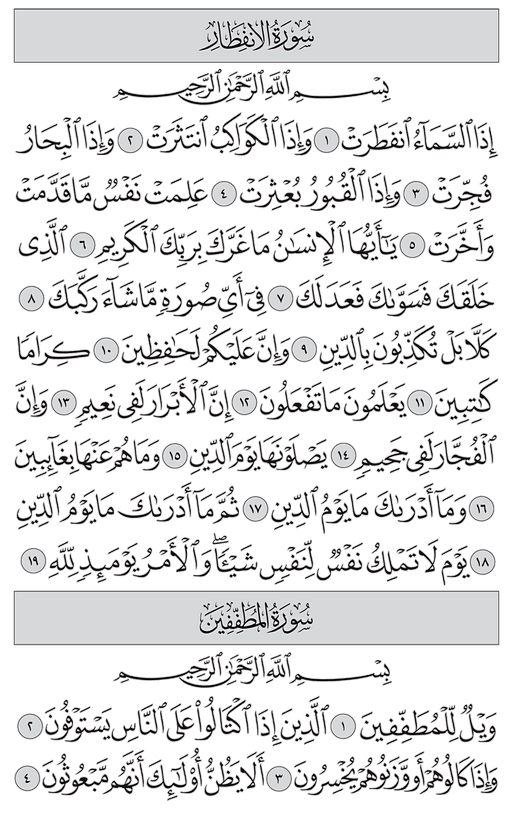 سُورَةُ الانفِطَارِ
بِسْمِ ٱللَّهِ ٱلرَّحْمَٰنِ ٱلرَّحِيمِ
إِذَا ٱلسَّمَآءُ ٱنفَطَرَتْ ١ وَإِذَا ٱلْكَوَاكِبُ ٱنتَثَرَتْ ٢ وَإِذَا ٱلْبِحَارُ
فُجِّرَتْ ٣ وَإِذَا ٱلْقُبُورُ بُعْثِرَتْ ٤ عَلِمَتْ نَفْسٌ مَّا قَدَّمَتْ
وَأَخَّرَتْ ٥ يَٰٓأَيُّهَا ٱلْإِنسَٰنُ مَا غَرَّكَ بِرَبِّكَ ٱلْكَرِيمِ ٦ ٱلَّذِى
خَلَقَكَ فَسَوَّىٰكَ فَعَدَلَكَ ٧ فِىٓ أَىِّ صُورَةٍ مَّا شَآءَ رَكَّبَكَ ٨
كَلَّا بَلْ تُكَذِّبُونَ بِٱلدِّينِ ٩ وَإِنَّ عَلَيْكُمْ لَحَٰفِظِينَ ١٠ كِرَامًا
كَٰتِبِينَ ١١ يَعْلَمُونَ مَا تَفْعَلُونَ ١٢ إِنَّ ٱلْأَبْرَارَ لَفِى نَعِيمٍ ١٣ وَإِنَّ
ٱلْفُجَّارَ لَفِى جَحِيمٍ ١٤ يَصْلَوْنَهَا يَوْمَ ٱلدِّينِ ١٥ وَمَا هُمْ عَنْهَا بِغَآئِبِينَ
١٦ وَمَآ أَدْرَىٰكَ مَا يَوْمُ ٱلدِّينِ ١٧ ثُمَّ مَآ أَدْرَىٰكَ مَا يَوْمُ ٱلدِّينِ
١٨ يَوْمَ لَا تَمْلِكُ نَفْسٌ لِّنَفْسٍ شَيْـًٔا ۖ وَٱلْأَمْرُ يَوْمَئِذٍ لِّلَّهِ ١٩
سُورَةُ المُطَفِّفِينَ
بِسْمِ ٱللَّهِ ٱلرَّحْمَٰنِ ٱلرَّحِيمِ
وَيْلٌ لِّلْمُطَفِّفِينَ ١ ٱلَّذِينَ إِذَا ٱكْتَالُوا۟ عَلَى ٱلنَّاسِ يَسْتَوْفُونَ ٢
وَإِذَا كَالُوهُمْ أَو وَّزَنُوهُمْ يُخْسِرُونَ ٣ أَلَا يَظُنُّ أُو۟لَٰٓئِكَ أَنَّهُم مَّبْعُوثُونَ ٤